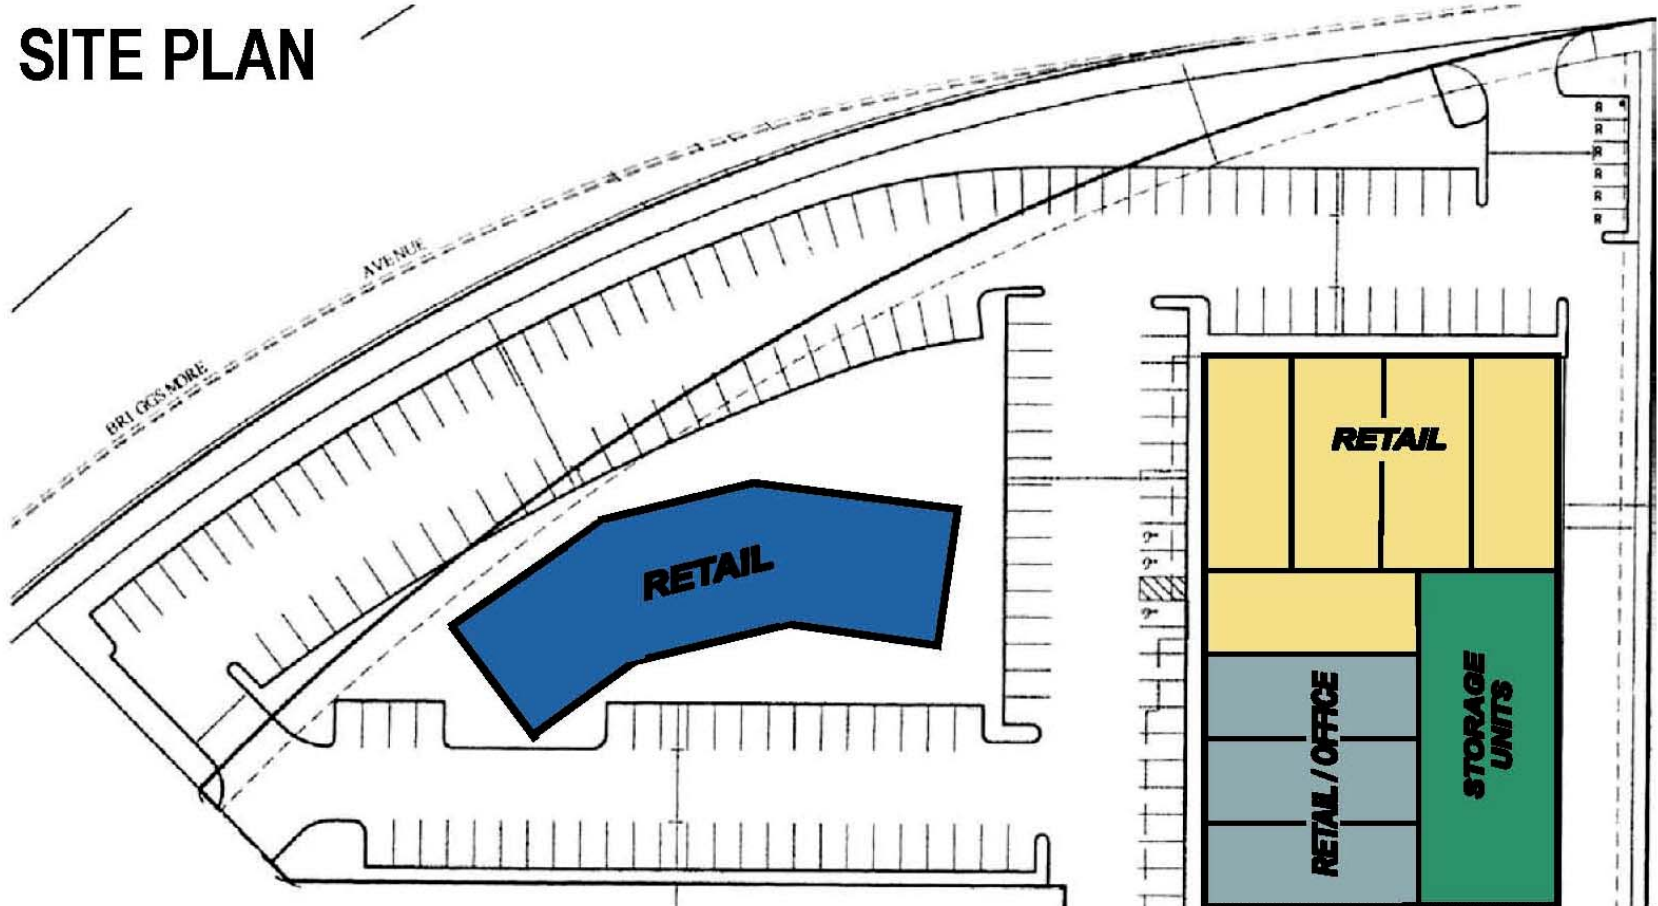 SITE PLAN
AVENUE
BRIGGSMORE
RETAIL
RETAIL
RETAIL / OFFICE
STORAGE
UNITS
R
R
R
R
R
R